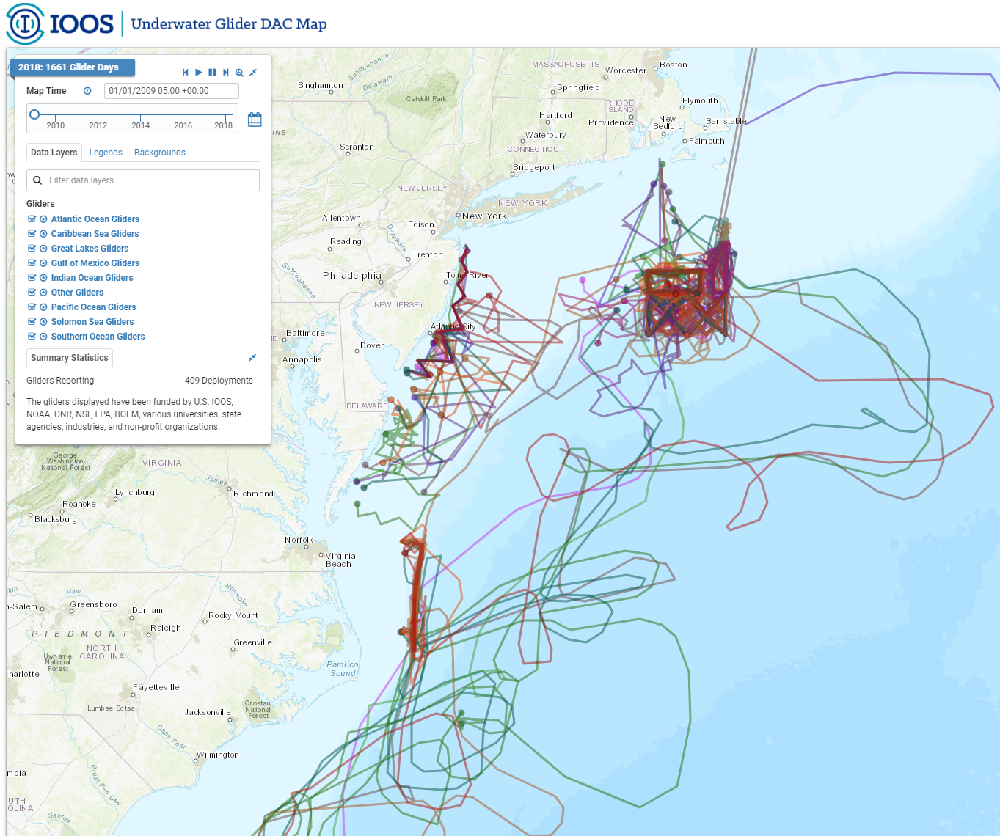 IOOS
Underwater Glider DAC Map
2018: 1661 Glider Days
Map Time
01/01/2009 05:00 +00:00
2010 2012 2014 2016 2018
Data Layers
Legends
Backgrounds
Filter data layers
Gliders
Atlantic Ocean Gliders
Caribbean Sea Gliders
Great Lakes Gliders
Gulf of Mexico Gliders
Indian Ocean Gliders
Other Gliders
Pacific Ocean Gliders
Solomon Sea Gliders
Southern Ocean Gliders
Summary Statistics
Gliders Reporting
409 Deployments
The gliders displayed have been funded by U.S. IOOS,
NOAA, ONR, NSF, EPA, BOEM, various universities, state
agencies, industries, and non-profit organizations.
Susquehanna
Delaware
MASSACHUSETTS
Worcester
Boston
Binghamton
Springfield
Catskill Park
Plymouth
RHODE
ISLAND
Hartford
Providence
New
Bedford
Barnstable
Falmouth
Waterbury
CONNECTICUT
Scranton
Bridgeport
NEW JERSEY
NEW YORK
New York
Allentown
Edison
Delaware
Reading
Trenton
Susquehanna
Philadelphia
Toms River
NEW JERSEY
Atlantic City
Baltimore
Dover
Annapolis
DELAWARE
George
Washington
National Forest
VIRGINIA
James
Richmond
Lynchburg
Roanoke
Blacksburg
Norfolk
Virginia
Beach
Haw
Roanoke
n-Salem
Greensboro
Durham
Rocky Mount
Raleigh
PIEDMONT
NORTH
CAROLINA
Greenville
Uwharrie
National
Forest
Pamlico
Sound
Charlotte
Fayetteville
Lumbee Sdtsa
Jacksonville
Croatan
National
Forest
Cape Fear
Wilmington
mbia
Great Pee Dee
OUTH
OLINA
Santee